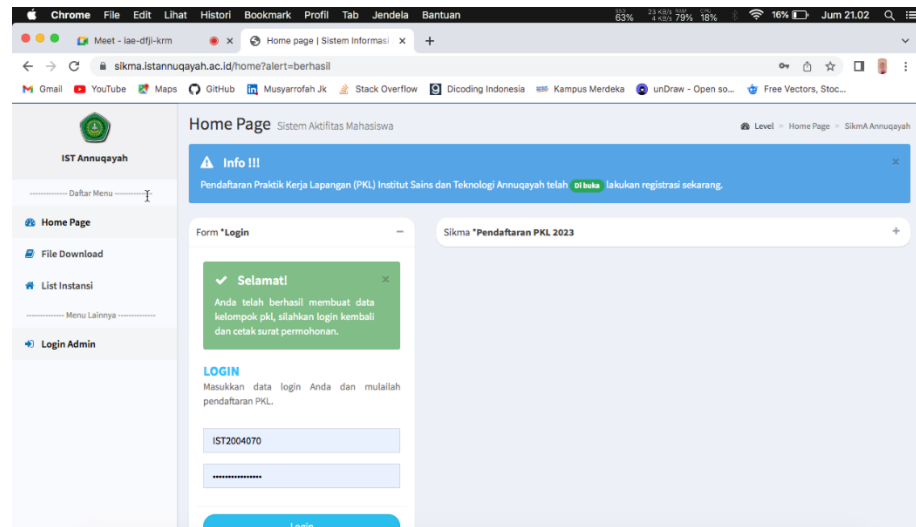 Chrome File Edit Lihat Histori Bookmark Profil Tab Jendela Bantuan 63% 79% 18% 16% Jum 21.02
Meet - iae-dfji-krm Home page | Sistem Informasi
sikma.istannuqayah.ac.id/home?alert=berhasil
Gmail YouTube Maps GitHub Musyarrofah Jk Stack Overflow Dicoding Indonesia Kampus Merdeka unDraw - Open so... Free Vectors, Stoc...
IST Annuqayah
Daftar Menu
Home Page
File Download
List Instansi
Menu Lainnya
Login Admin
Home Page Sistem Aktifitas Mahasiswa
Level > Home Page > SikmA Annuqayah
Info !!!
Pendaftaran Praktik Kerja Lapangan (PKL) Institut Sains dan Teknologi Annuqayah telah Di buka lakukan registrasi sekarang.
Form *Login
Selamat!
Anda telah berhasil membuat data
kelompok pkl, silahkan login kembali
dan cetak surat permohonan.
LOGIN
Masukkan data login Anda dan mulailah
pendaftaran PKL.
IST2004070
Login
Sikma *Pendaftaran PKL 2023